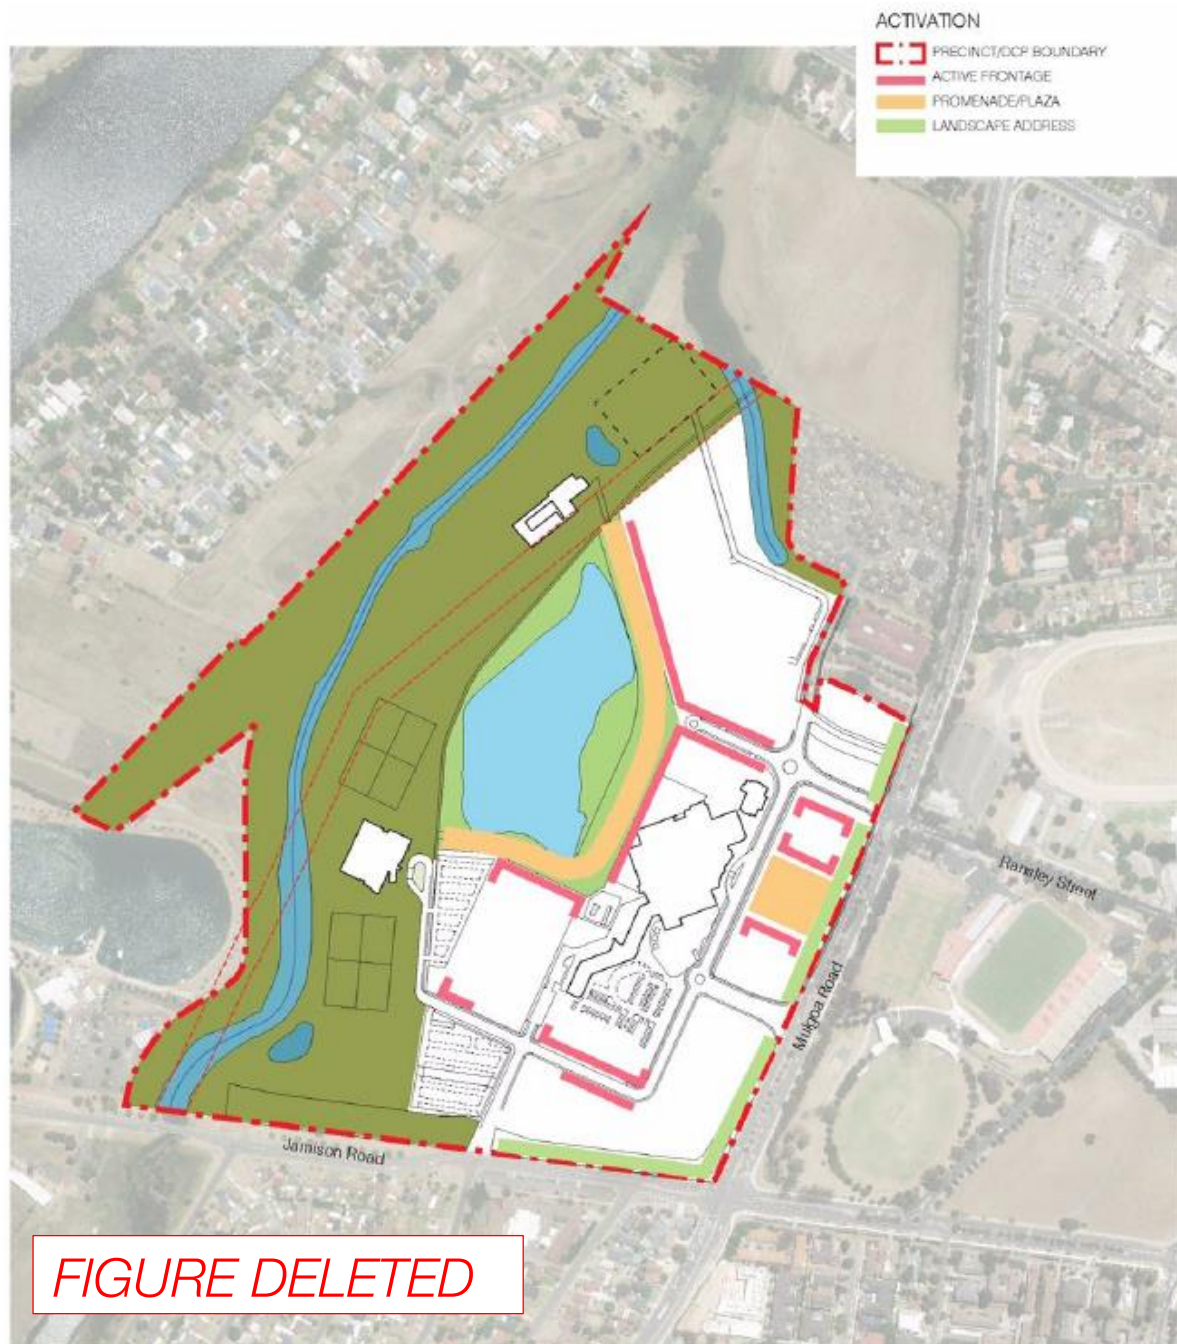 ACTIVATION
PRECINCT/DCP BOUNDARY
ACTIVE FRONTAGE
PROMENADE/PLAZA
LANDSCAPE ADDRESS
Ransley Street
Mulgoa Road
Jamison Road
FIGURE DELETED